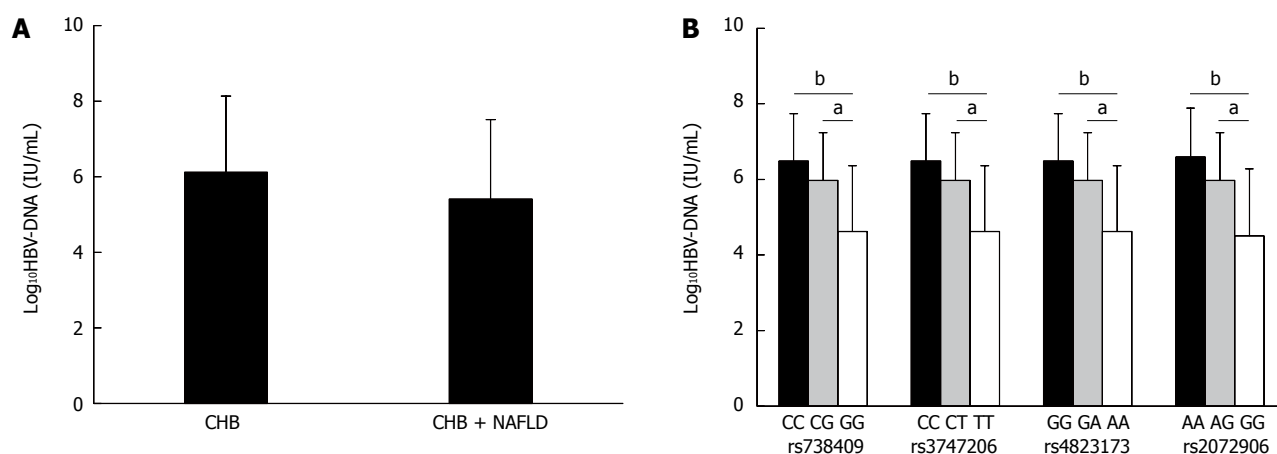 A
Log₁₀HBV-DNA (IU/mL)
10
8
6
4
2
0
CHB
CHB + NAFLD
B
Log₁₀HBV-DNA (IU/mL)
10
8
6
4
2
0
b
a
b
a
b
a
b
a
CC CG GG
CC CT TT
GG GA AA
AA AG GG
rs738409
rs3747206
rs4823173
rs2072906